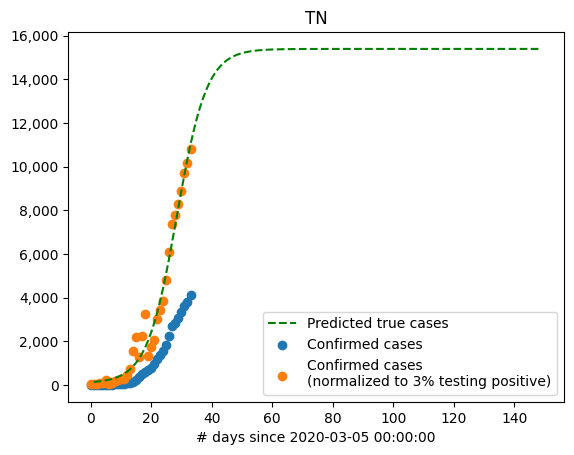 TN
16,000
14,000
12,000
10,000
8,000
6,000
4,000
2,000
0
Predicted true cases
Confirmed cases
Confirmed cases
(normalized to 3% testing positive)
0 20 40 60 80 100 120 140
# days since 2020-03-05 00:00:00